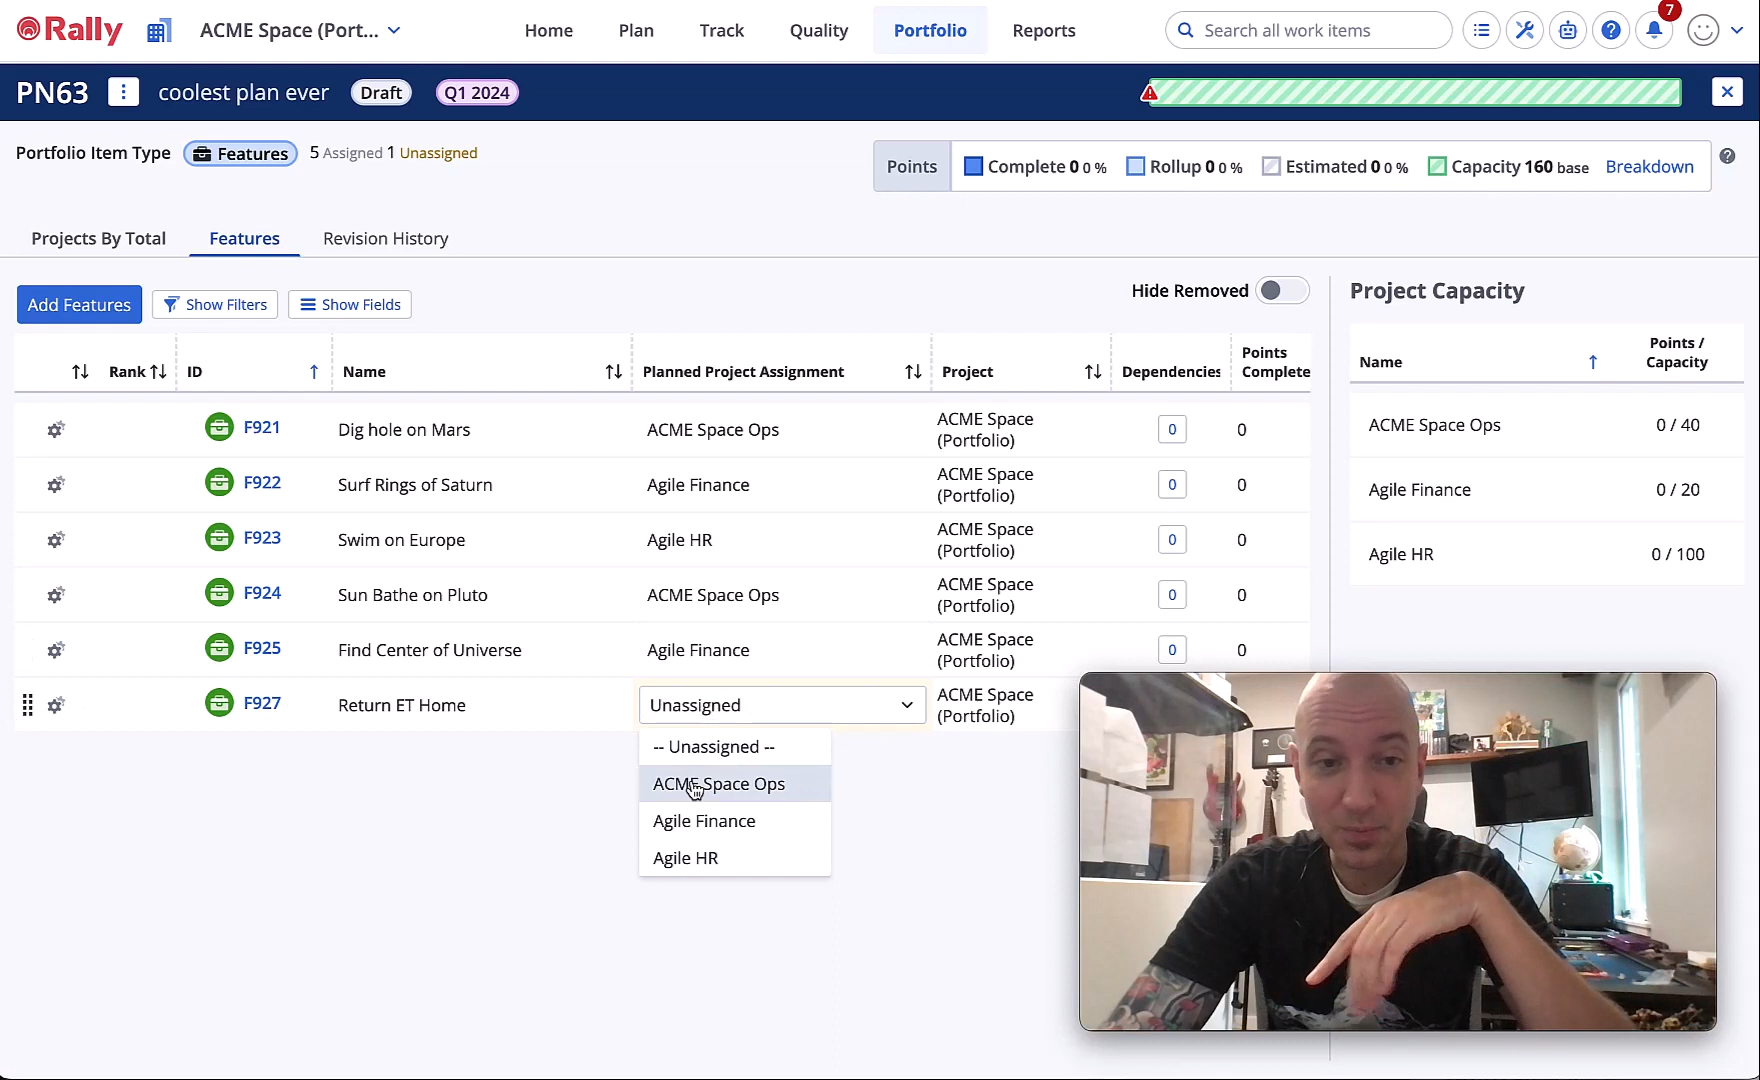 Rally
ACME Space (Port...
Home
Plan
Track
Quality
Portfolio
Reports
Search all work items
7
PN63
coolest plan ever
Draft
Q1 2024
Portfolio Item Type
Features
5 Assigned 1 Unassigned
Points
Complete 0 0 %
Rollup 0 0 %
Estimated 0 0 %
Capacity 160 base
Breakdown
Projects By Total
Features
Revision History
Add Features
Show Filters
Show Fields
Hide Removed
Rank
ID
Name
Planned Project Assignment
Project
Dependencies
Points
Complete
F921
Dig hole on Mars
ACME Space Ops
ACME Space
(Portfolio)
0
0
F922
Surf Rings of Saturn
Agile Finance
ACME Space
(Portfolio)
0
0
F923
Swim on Europe
Agile HR
ACME Space
(Portfolio)
0
0
F924
Sun Bathe on Pluto
ACME Space Ops
ACME Space
(Portfolio)
0
0
F925
Find Center of Universe
Agile Finance
ACME Space
(Portfolio)
0
0
F927
Return ET Home
Unassigned
ACME Space
(Portfolio)
-- Unassigned --
ACME Space Ops
Agile Finance
Agile HR
Project Capacity
Name
Points /
Capacity
ACME Space Ops
0 / 40
Agile Finance
0 / 20
Agile HR
0 / 100